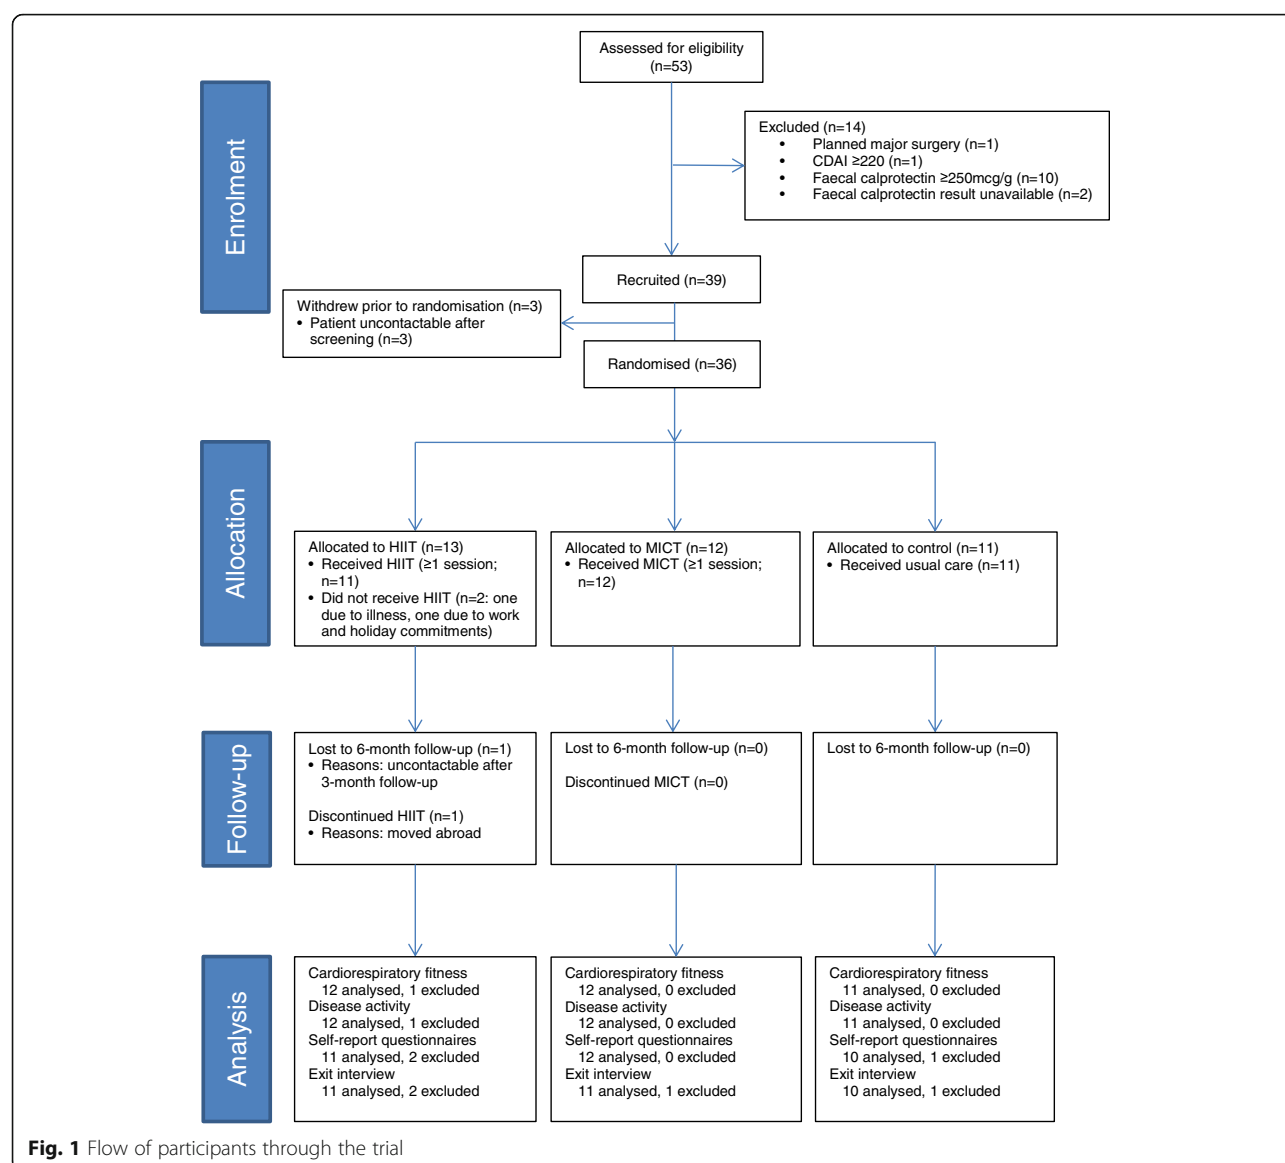 Assessed for eligibility
(n=53)
Enrolment
Excluded (n=14)
• Planned major surgery (n=1)
• CDAI ≥220 (n=1)
• Faecal calprotectin ≥250mcg/g (n=10)
• Faecal calprotectin result unavailable (n=2)
Recruited (n=39)
Withdrew prior to randomisation (n=3)
• Patient uncontactable after
screening (n=3)
Randomised (n=36)
Allocation
Allocated to HIIT (n=13)
• Received HIIT (≥1 session;
n=11)
• Did not receive HIIT (n=2: one
due to illness, one due to work
and holiday commitments)
Allocated to MICT (n=12)
• Received MICT (≥1 session;
n=12)
Allocated to control (n=11)
• Received usual care (n=11)
Follow-up
Lost to 6-month follow-up (n=1)
• Reasons: uncontactable after
3-month follow-up
Discontinued HIIT (n=1)
• Reasons: moved abroad
Lost to 6-month follow-up (n=0)
Discontinued MICT (n=0)
Lost to 6-month follow-up (n=0)
Analysis
Cardiorespiratory fitness
12 analysed, 1 excluded
Disease activity
12 analysed, 1 excluded
Self-report questionnaires
11 analysed, 2 excluded
Exit interview
11 analysed, 2 excluded
Cardiorespiratory fitness
12 analysed, 0 excluded
Disease activity
12 analysed, 0 excluded
Self-report questionnaires
12 analysed, 0 excluded
Exit interview
11 analysed, 1 excluded
Cardiorespiratory fitness
11 analysed, 0 excluded
Disease activity
11 analysed, 0 excluded
Self-report questionnaires
10 analysed, 1 excluded
Exit interview
10 analysed, 1 excluded
Fig. 1 Flow of participants through the trial